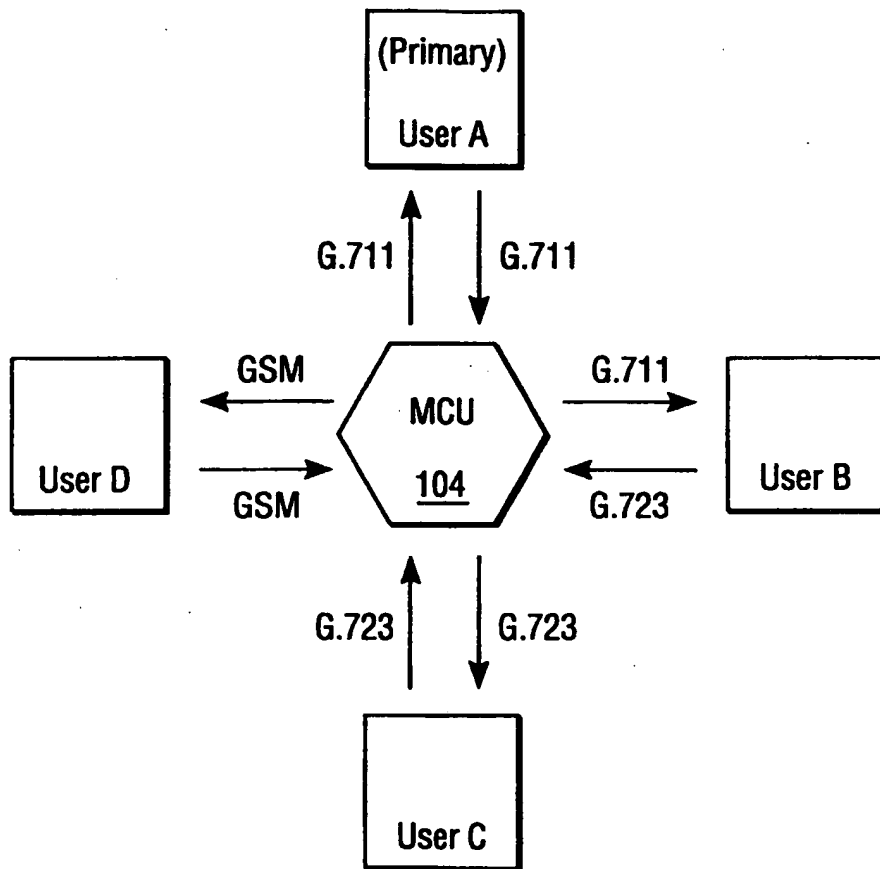 (Primary)
User A
G.711
G.711
GSM
G.711
MCU
User D
104
User B
GSM
G.723
G.723
G.723
User C